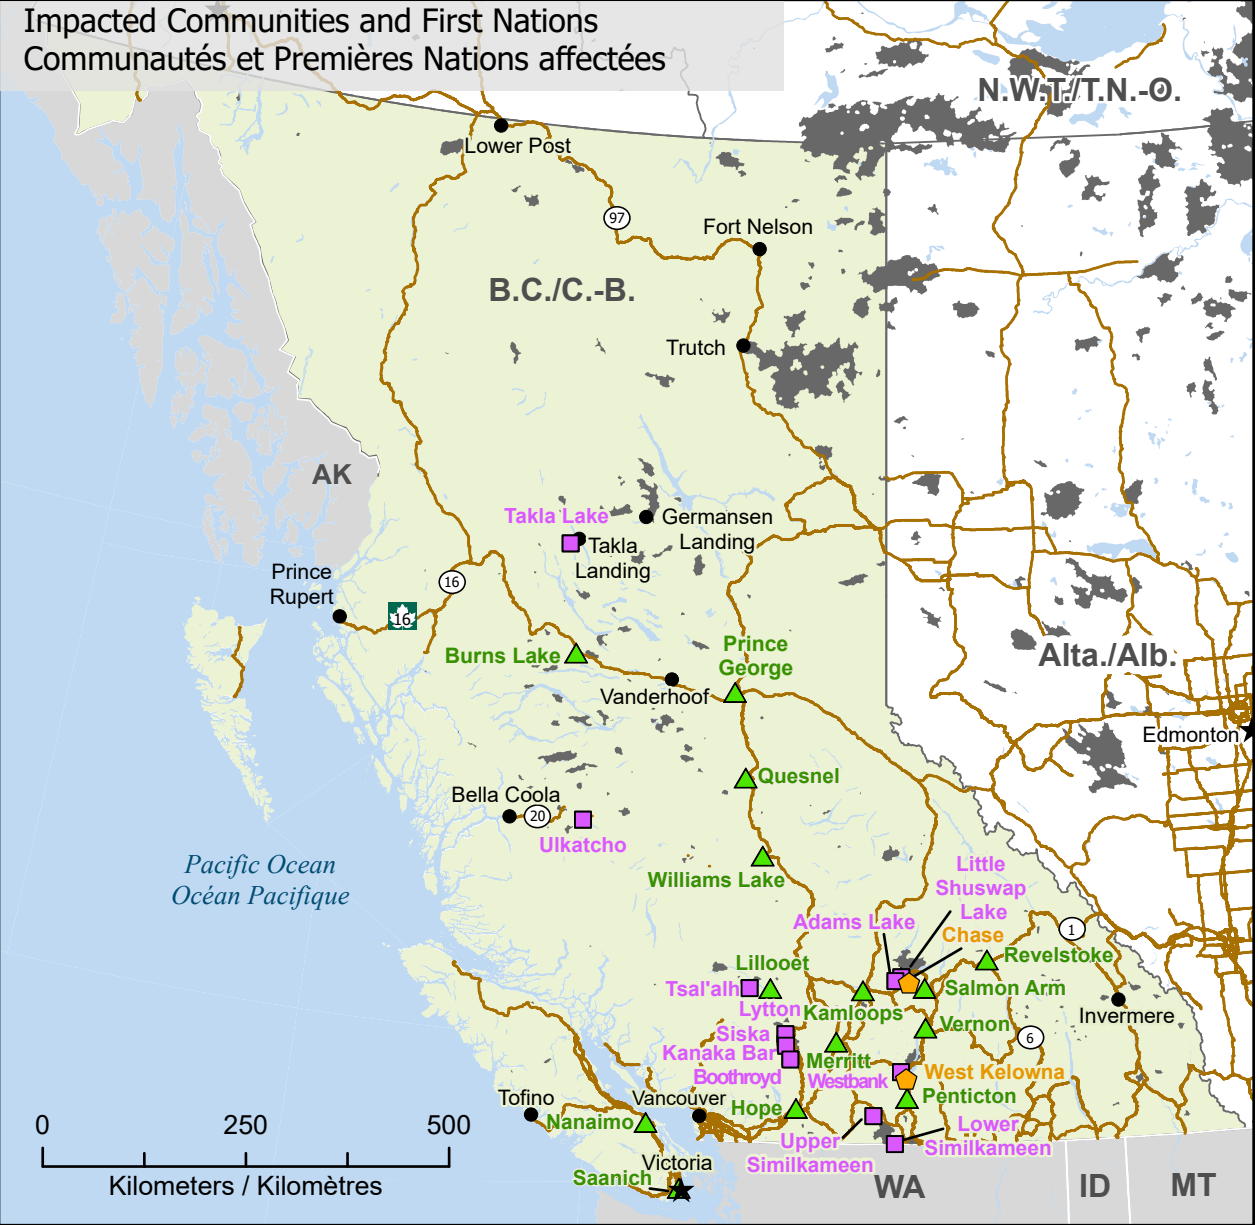 Impacted Communities and First Nations
Communautés et Premières Nations affectées
N.W.T./T.N.-O.
Lower Post
97
Fort Nelson
B.C./C.-B.
Trutch
AK
Takla Lake
Germansen
Landing
Takla
Landing
Prince
Rupert
16
16
Burns Lake
Prince
George
Vanderhoof
Alta./Alb.
Edmonton
Quesnel
Bella Coola
20
Ulkatcho
Pacific Ocean
Océan Pacifique
Williams Lake
Little
Shuswap
Lake
Adams Lake
Chase
1
Revelstoke
Lillooet
Tsal'alh
Salmon Arm
Lytton
Kamloops
Invermere
Siska
Vernon
6
Kanaka Bar
Merritt
Boothroyd
Westbank
West Kelowna
Penticton
Tofino
Vancouver
Hope
Nanaimo
Upper
Similkameen
Lower
Similkameen
Victoria
Saanich
0
250
500
Kilometers / Kilomètres
WA
ID
MT